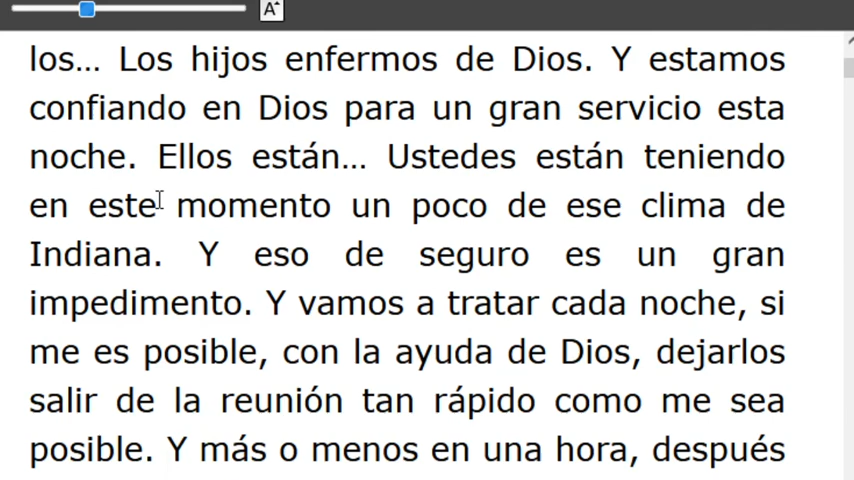 A
los... Los hijos enfermos de Dios. Y estamos
confiando en Dios para un gran servicio esta
noche. Ellos están... Ustedes están teniendo
en este momento un poco de ese clima de
Indiana. Y eso de seguro es un gran
impedimento. Y vamos a tratar cada noche, si
me es posible, con la ayuda de Dios, dejarlos
salir de la reunión tan rápido como me sea
posible. Y más o menos en una hora, después